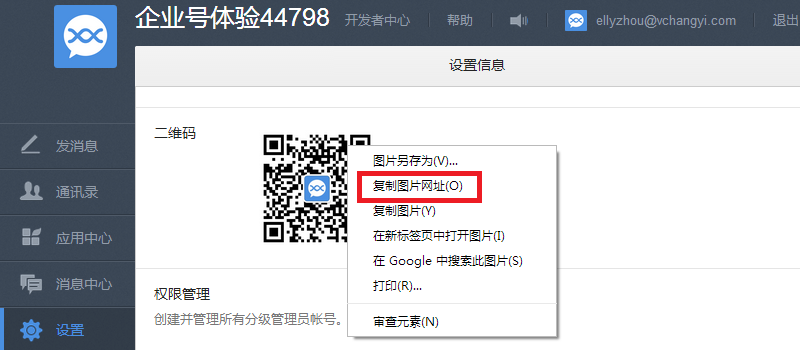 企业号体验44798 开发者中心 帮助 ellyzhou@vchangyi.com 退出
设置信息
二维码
发消息
通讯录
应用中心
消息中心
设置
图片另存为(V)...
复制图片网址(O)
复制图片(Y)
在新标签页中打开图片(I)
在 Google 中搜索此图片(S)
打印(R)...
审查元素(N)
权限管理
创建并管理所有分级管理员帐号。